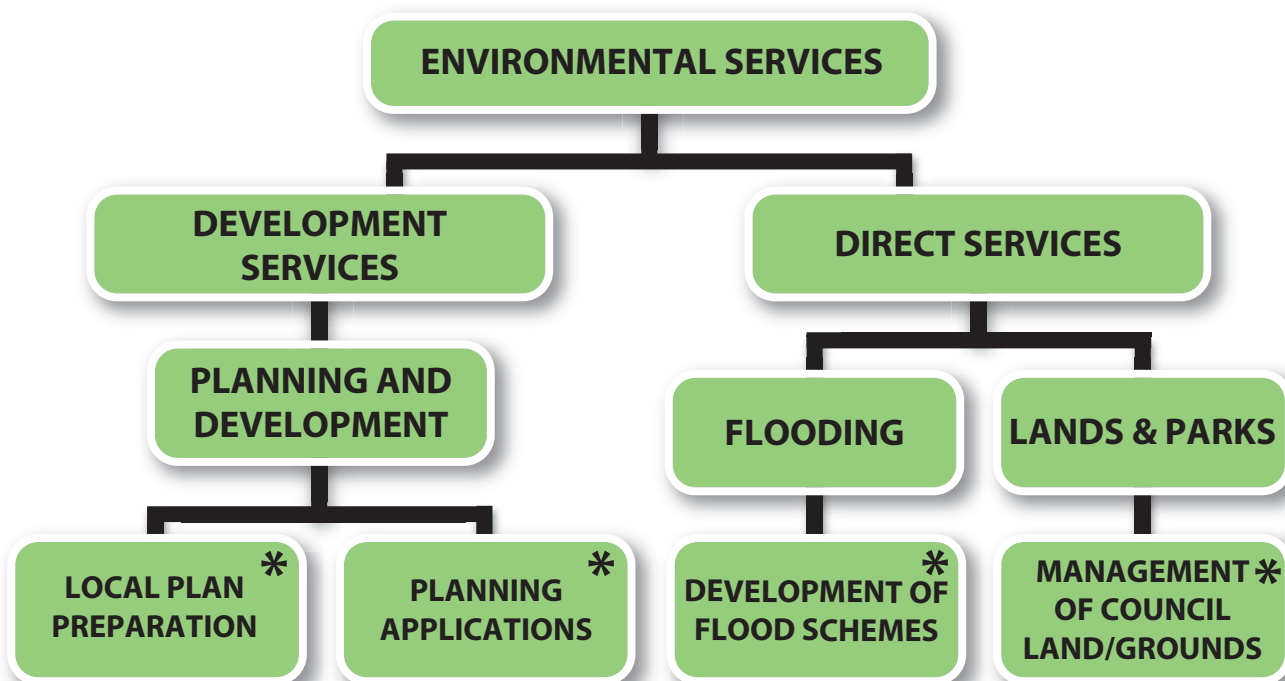 ENVIRONMENTAL SERVICES
DEVELOPMENT
SERVICES
DIRECT SERVICES
PLANNING AND
DEVELOPMENT
FLOODING
LANDS & PARKS
LOCAL PLAN *
PREPARATION
PLANNING *
APPLICATIONS
DEVELOPMENT OF *
FLOOD SCHEMES
MANAGEMENT *
OF COUNCIL
LAND/GROUNDS